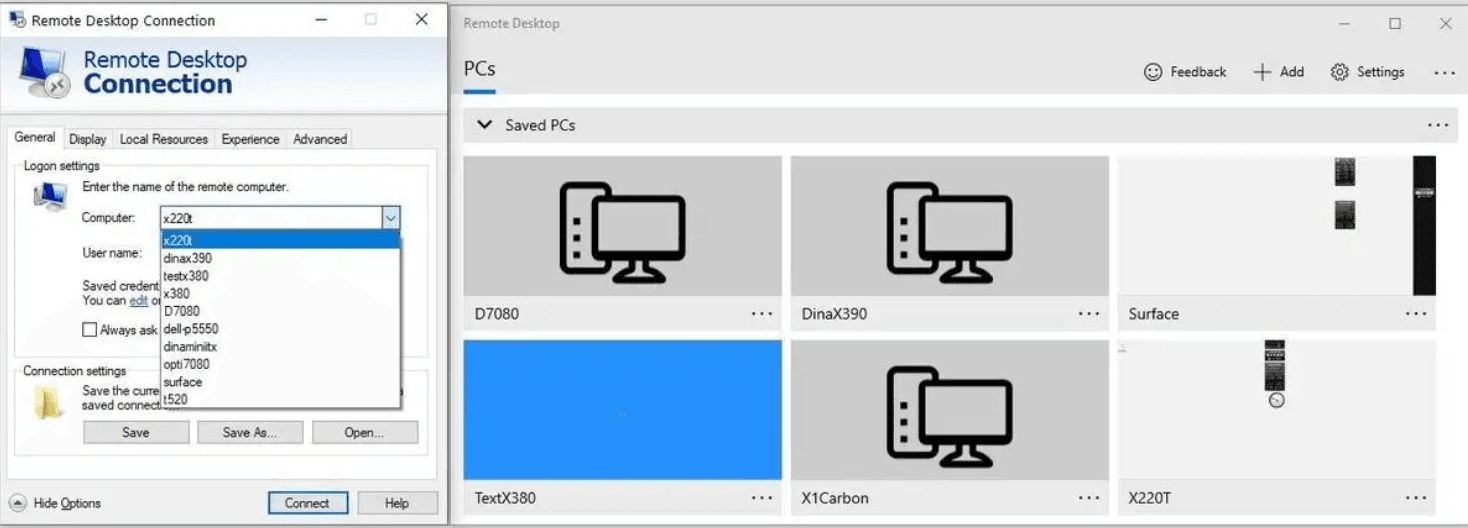 Remote Desktop Connection
Remote Desktop
Connection
General Display Local Resources Experience Advanced
Logon settings
Enter the name of the remote computer.
Computer: x220t
x220t
User name:
dinax390
testx380
Saved credent
x380
You can edit or
D7080
Always ask
dell-p5550
dinaminiitx
opti7080
Connection settings
surface
Save the curre
t520
saved connect
Save Save As... Open...
Hide Options Connect Help
Remote Desktop
PCs
Feedback Add Settings ...
Saved PCs ...
D7080 ... DinaX390 ... Surface ...
TextX380 ... X1Carbon ... X220T ...